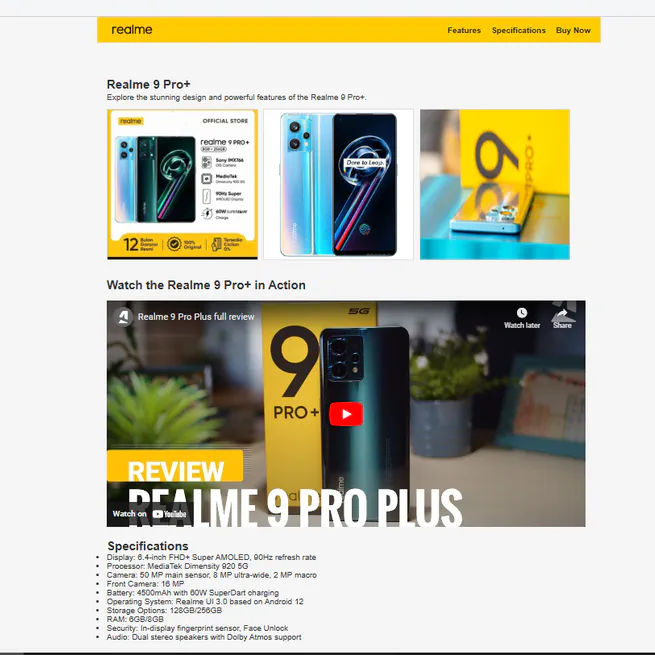 realme
Features Specifications Buy Now
Realme 9 Pro+
Explore the stunning design and powerful features of the Realme 9 Pro+.
realme OFFICIAL STORE
realme 9 PRO+
8GB - 256GB
Sony IMX766
OIS Camera
MediaTek
Dimensity 920 5G
90Hz Super
AMOLED Display
60W SUPERDART
Charge
12 Bulan
Garansi
Resmi
100%
Original
Tersedia
Cicilan
0%
Dare to Leap.
realme
9
PRO+
Watch the Realme 9 Pro+ in Action
Realme 9 Pro Plus full review
Watch later Share
5G
9
PRO+
REVIEW
REALME 9 PRO PLUS
realme
Watch on YouTube
Specifications
Display: 6.4-inch FHD+ Super AMOLED, 90Hz refresh rate
Processor: MediaTek Dimensity 920 5G
Camera: 50 MP main sensor, 8 MP ultra-wide, 2 MP macro
Front Camera: 16 MP
Battery: 4500mAh with 60W SuperDart charging
Operating System: Realme UI 3.0 based on Android 12
Storage Options: 128GB/256GB
RAM: 6GB/8GB
Security: In-display fingerprint sensor, Face Unlock
Audio: Dual stereo speakers with Dolby Atmos support